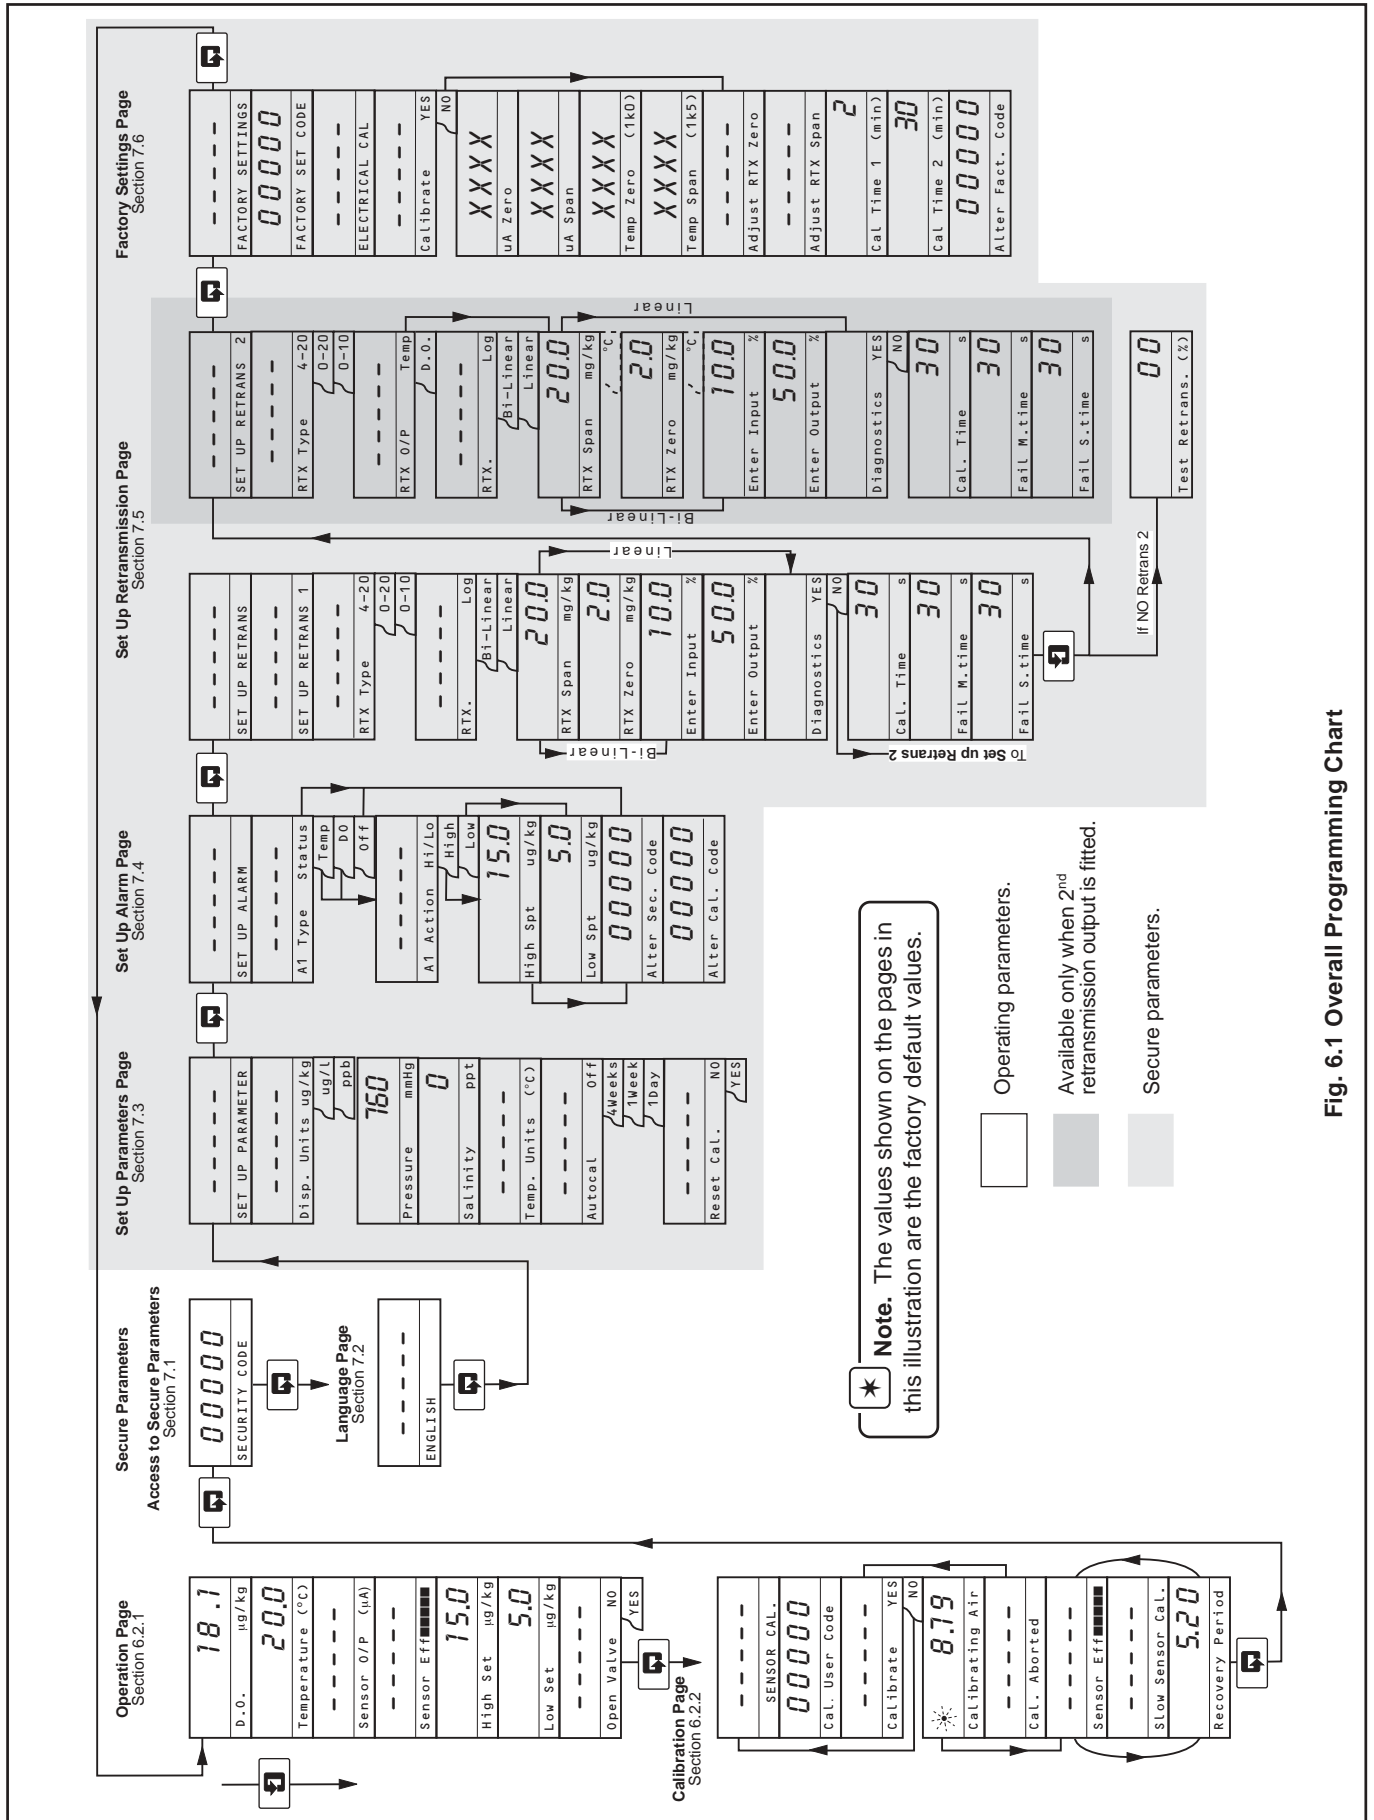 Operation Page
Section 6.2.1
18.1
D.O. µg/kg
20.0
Temperature (°C)
-----
Sensor O/P (µA)
-----
Sensor Eff■■■■■■
15.0
High Set µg/kg
5.0
Low Set µg/kg
-----
Open Valve NO
YES
Calibration Page
Section 6.2.2
-----
SENSOR CAL.
00000
Cal. User Code
-----
Calibrate YES
NO
8.79
Calibrating Air
-----
Cal. Aborted
-----
Sensor Eff■■■■■■
-----
Slow Sensor Cal.
5.20
Recovery Period
Secure Parameters
Access to Secure Parameters
Section 7.1
00000
SECURITY CODE
Language Page
Section 7.2
-----
ENGLISH
Set Up Parameters Page
Section 7.3
-----
SET UP PARAMETER
-----
Disp. Units ug/kg
ug/l
ppb
760
Pressure mmHg
0
Salinity ppt
-----
Temp. Units (°C)
-----
Autocal Off
4Weeks
1Week
1Day
-----
Reset Cal. NO
YES
Set Up Alarm Page
Section 7.4
-----
SET UP ALARM
-----
A1 Type Status
Temp
DO
Off
-----
A1 Action Hi/Lo
High
Low
15.0
High Spt ug/kg
5.0
Low Spt ug/kg
00000
Alter Sec. Code
00000
Alter Cal. Code
Set Up Retransmission Page
Section 7.5
-----
SET UP RETRANS
-----
SET UP RETRANS 1
-----
RTX Type 4-20
0-20
0-10
-----
RTX. Log
Bi-Linear
Linear
20.0
RTX Span mg/kg
2.0
RTX Zero mg/kg
10.0
Enter Input %
50.0
Enter Output %
Diagnostics YES
NO
30
Cal. Time s
30
Fail M.time s
30
Fail S.time s
Bi-Linear
Linear
To Set up Retrans 2
If NO Retrans 2
-----
SET UP RETRANS 2
-----
RTX Type 4-20
0-20
0-10
-----
RTX O/P Temp
D.O.
-----
RTX. Log
Bi-Linear
Linear
20.0
RTX Span mg/kg
°C
2.0
RTX Zero mg/kg
°C
10.0
Enter Input %
50.0
Enter Output %
Diagnostics YES
NO
30
Cal. Time s
30
Fail M.time s
30
Fail S.time s
Bi-Linear
Linear
00
Test Retrans. (%)
Factory Settings Page
Section 7.6
-----
FACTORY SETTINGS
00000
FACTORY SET CODE
-----
ELECTRICAL CAL
-----
Calibrate YES
NO
XXXX
uA Zero
XXXX
uA Span
XXXX
Temp Zero (1k0)
XXXX
Temp Span (1k5)
-----
Adjust RTX Zero
-----
Adjust RTX Span
2
Cal Time 1 (min)
30
Cal Time 2 (min)
00000
Alter Fact. Code
Note. The values shown on the pages in
this illustration are the factory default values.
Operating parameters.
Available only when 2nd
retransmission output is fitted.
Secure parameters.
Fig. 6.1 Overall Programming Chart